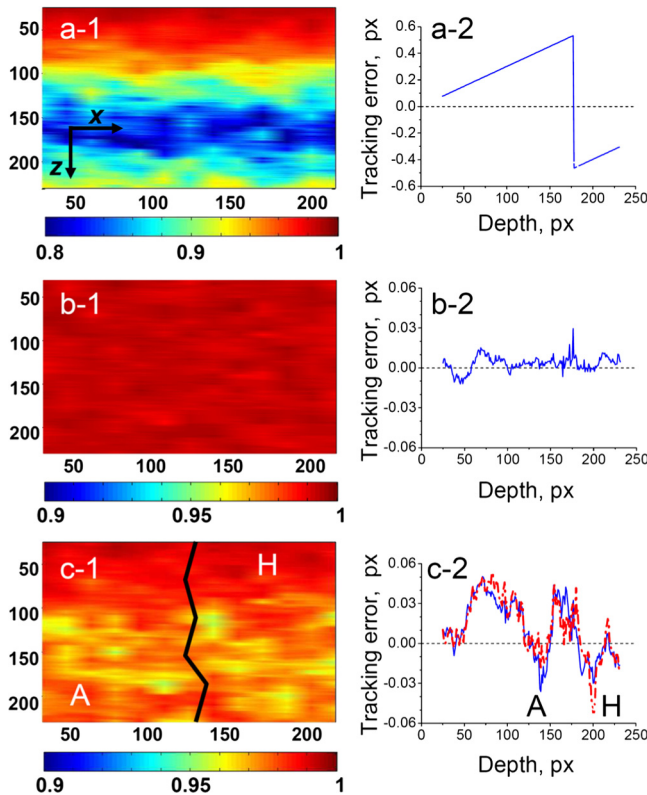 a-1
50
100
150
200
x
z
50 100 150 200
0.8 0.9 1
a-2
Tracking error, px
0.6
0.4
0.2
0.0
-0.2
-0.4
-0.6
0 50 100 150 200 250
Depth, px
b-1
50
100
150
200
50 100 150 200
0.9 0.95 1
b-2
Tracking error, px
0.06
0.03
0.00
-0.03
-0.06
0 50 100 150 200 250
Depth, px
c-1
H
A
50
100
150
200
50 100 150 200
0.9 0.95 1
c-2
Tracking error, px
0.06
0.03
0.00
-0.03
-0.06
A H
0 50 100 150 200 250
Depth, px